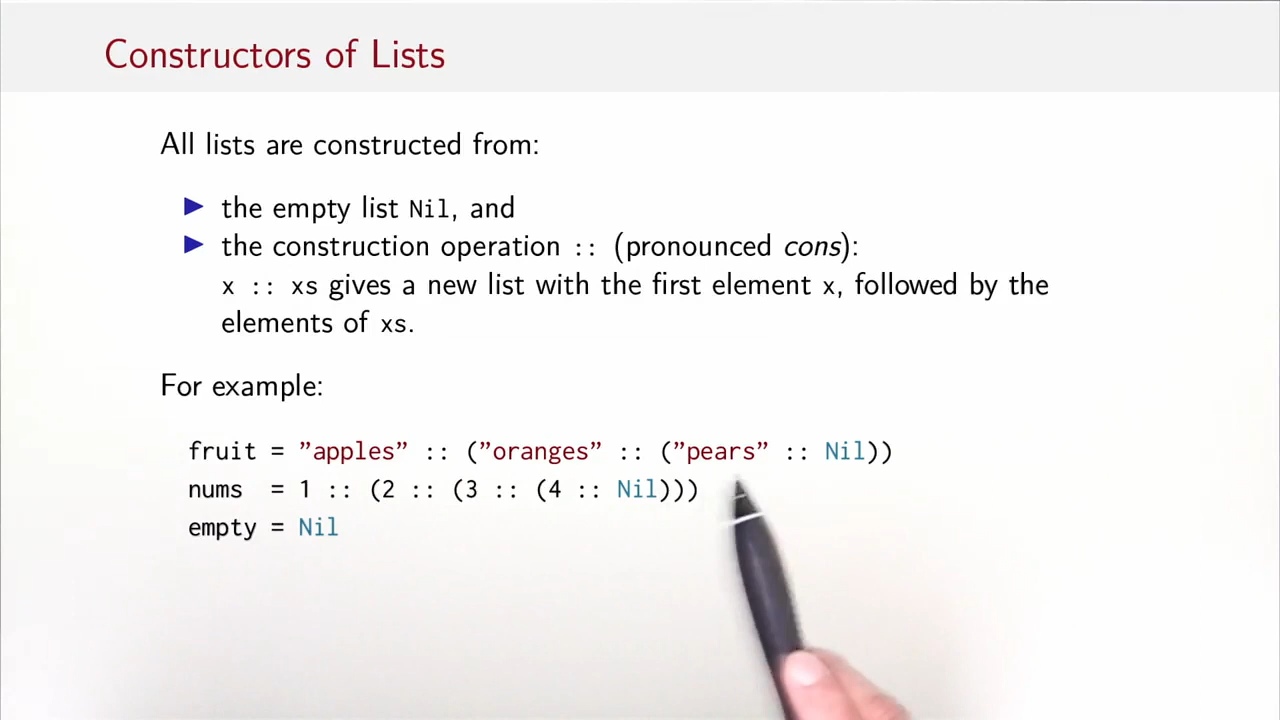 Constructors of Lists
All lists are constructed from:
▶ the empty list Nil, and
▶ the construction operation :: (pronounced cons):
x :: xs gives a new list with the first element x, followed by the
elements of xs.
For example:
fruit = ”apples” :: (”oranges” :: (”pears” :: Nil))
nums = 1 :: (2 :: (3 :: (4 :: Nil)))
empty = Nil